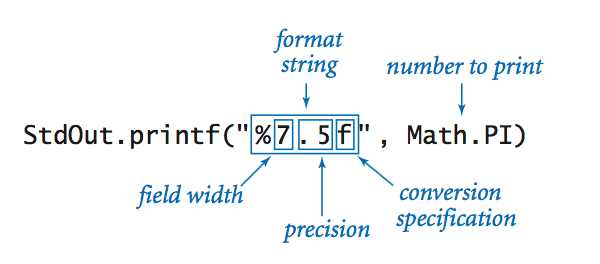 format
string
number to print
StdOut.printf("%7.5f", Math.PI)
field width
precision
conversion
specification